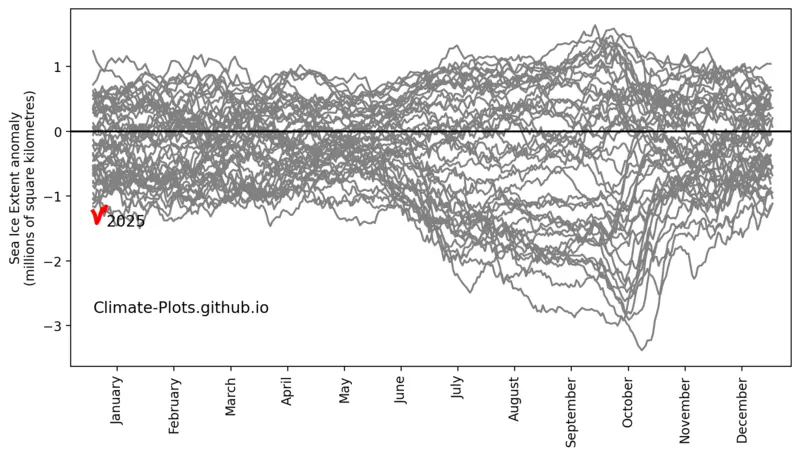 Sea Ice Extent anomaly
(millions of square kilometres)
1
0
−1
−2
−3
2025
Climate-Plots.github.io
January
February
March
April
May
June
July
August
September
October
November
December